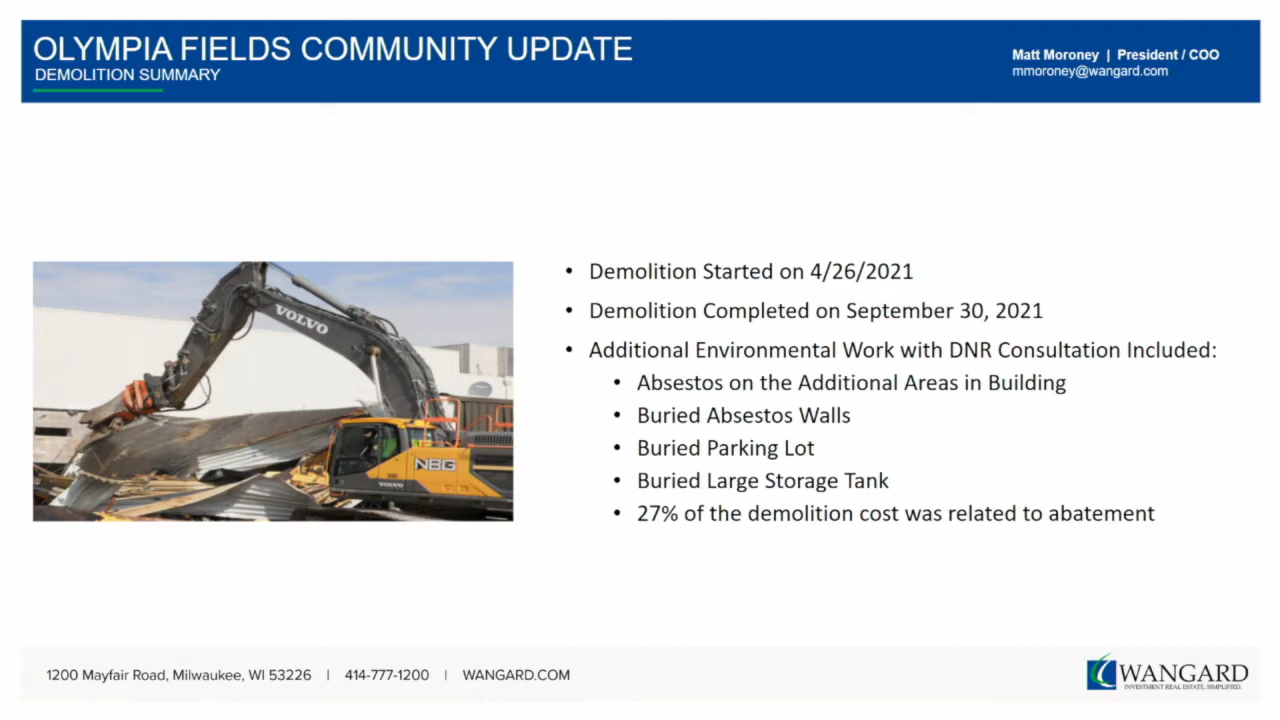 OLYMPIA FIELDS COMMUNITY UPDATE
DEMOLITION SUMMARY
Matt Moroney | President / COO
mmoroney@wangard.com
• Demolition Started on 4/26/2021
• Demolition Completed on September 30, 2021
• Additional Environmental Work with DNR Consultation Included:
• Absestos on the Additional Areas in Building
• Buried Absestos Walls
• Buried Parking Lot
• Buried Large Storage Tank
• 27% of the demolition cost was related to abatement
VOLVO
NBG
VOLVO
1200 Mayfair Road, Milwaukee, WI 53226 | 414-777-1200 | WANGARD.COM
WANGARD
INVESTMENT REAL ESTATE. SIMPLIFIED.